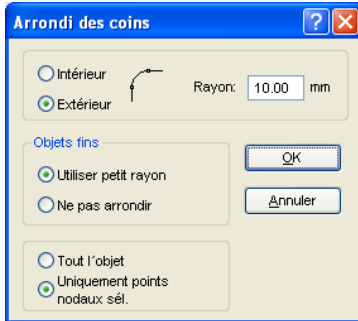 Arrondi des coins
Intérieur
Extérieur
Rayon: 10.00 mm
Objets fins
Utiliser petit rayon
Ne pas arrondir
OK
Annuler
Tout l'objet
Uniquement points
nodaux sél.